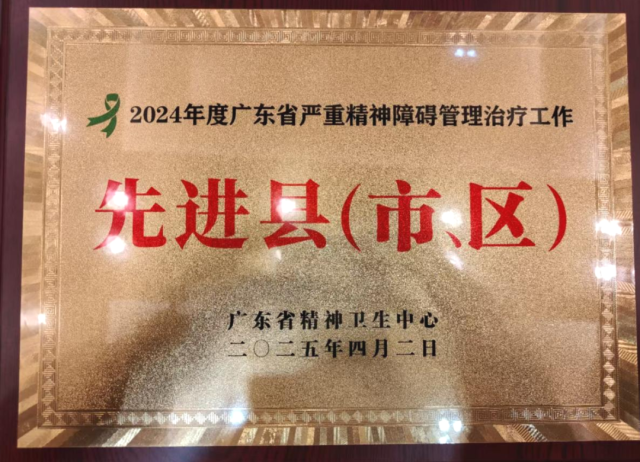 2024年度广东省严重精神障碍管理治疗工作
先进县(市、区)
广东省精神卫生中心
二〇二五年四月二日